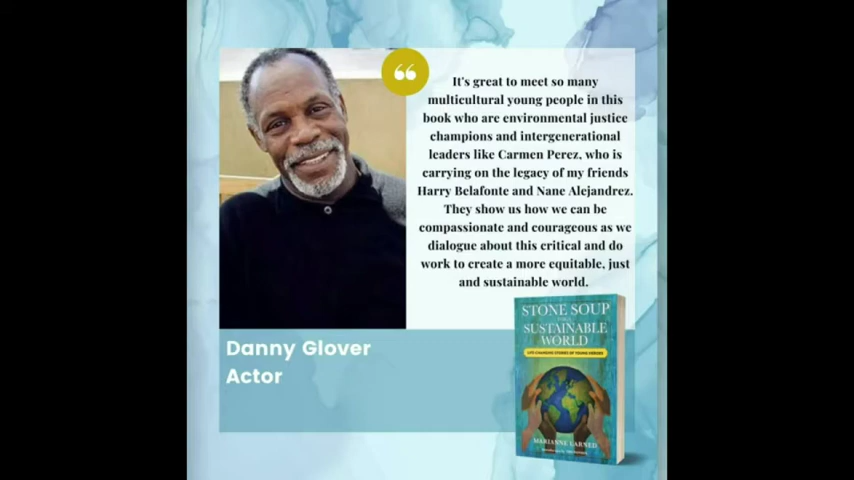 It's great to meet so many
multicultural young people in this
book who are environmental justice
champions and intergenerational
leaders like Carmen Perez, who is
carrying on the legacy of my friends
Harry Belafonte and Nane Alejandrez.
They show us how we can be
compassionate and courageous as we
dialogue about this critical and do
work to create a more equitable, just
and sustainable world.
Danny Glover
Actor
STONE SOUP
SUSTAINABLE
WORLD
LIFE-CHANGING STORIES OF YOUNG HEROES
MARIANNE LARNED